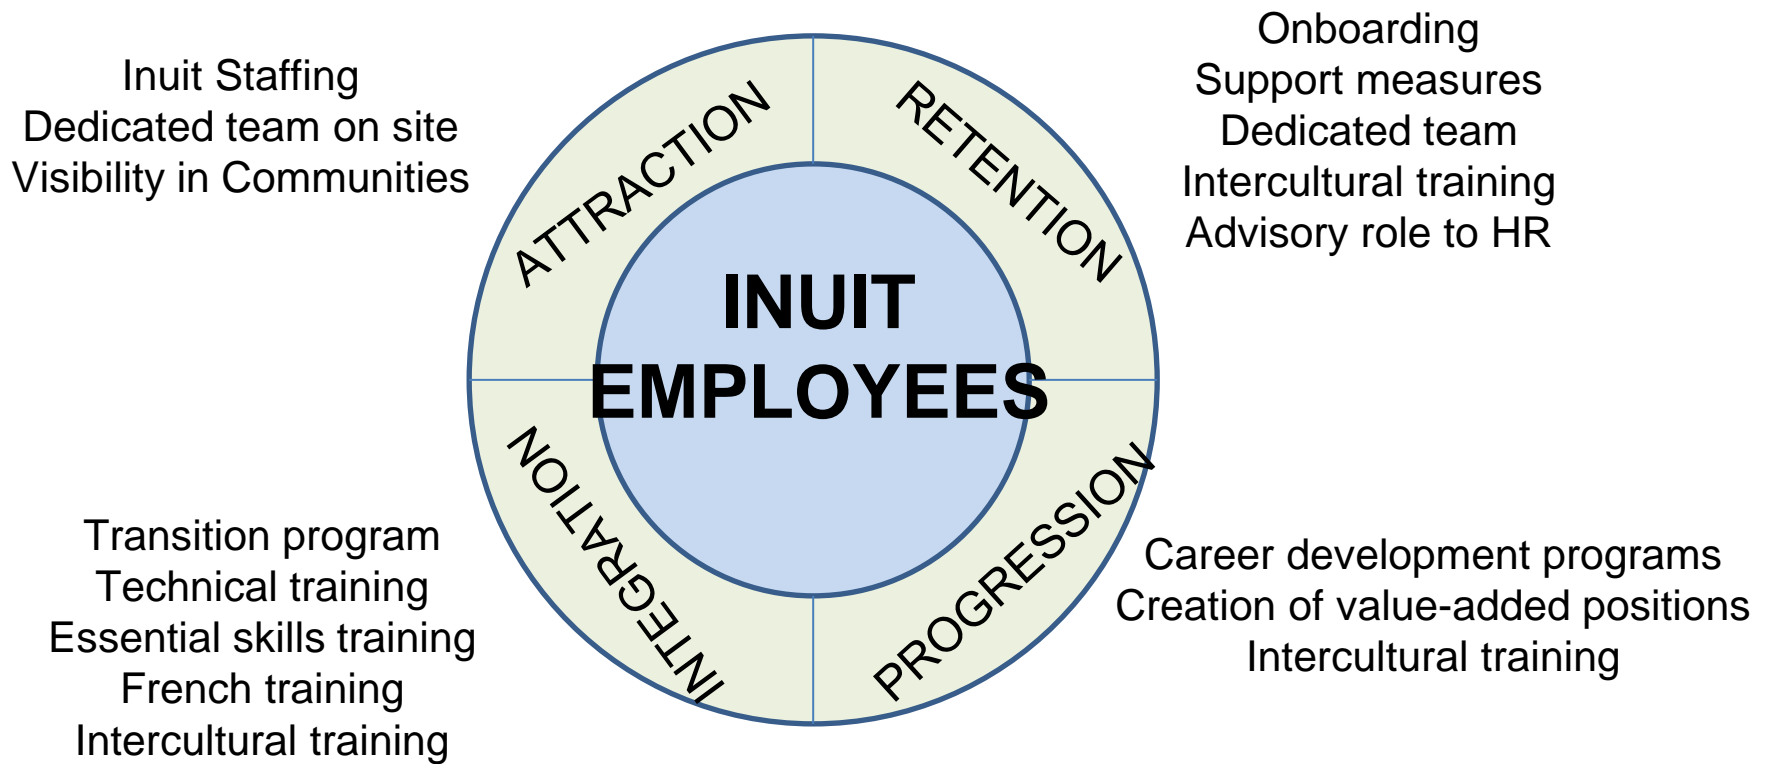 Inuit Staffing
Dedicated team on site
Visibility in Communities
ATTRACTION
RETENTION
Onboarding
Support measures
Dedicated team
Intercultural training
Advisory role to HR
INUIT
EMPLOYEES
INTEGRATION
Transition program
Technical training
Essential skills training
French training
Intercultural training
PROGRESSION
Career development programs
Creation of value-added positions
Intercultural training